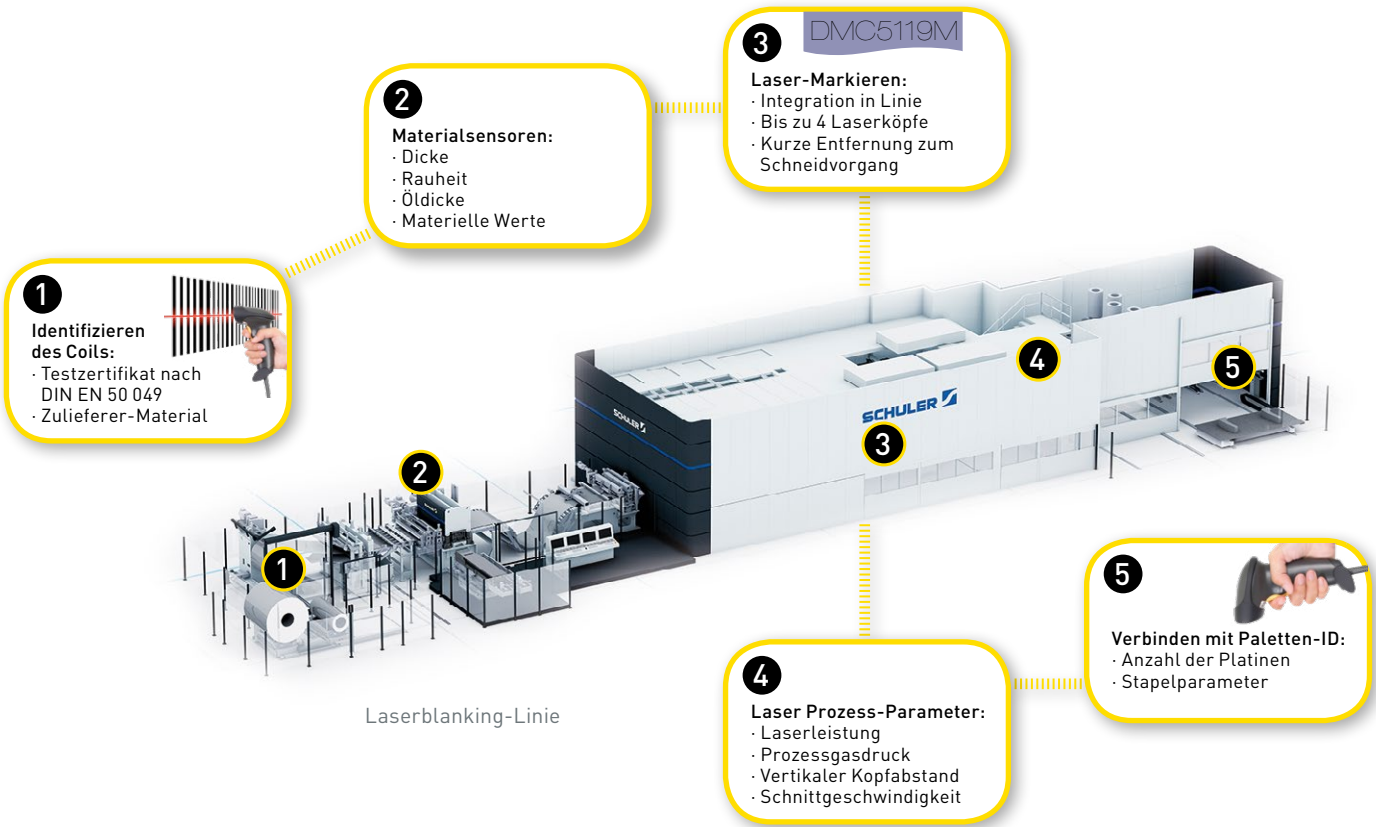 1
Identifizieren
des Coils:
· Testzertifikat nach
DIN EN 50 049
· Zulieferer-Material
2
Materialsensoren:
· Dicke
· Rauheit
· Öldicke
· Materielle Werte
3
DMC5119M
Laser-Markieren:
· Integration in Linie
· Bis zu 4 Laserköpfe
· Kurze Entfernung zum
Schneidvorgang
4
Laser Prozess-Parameter:
· Laserleistung
· Prozessgasdruck
· Vertikaler Kopfabstand
· Schnittgeschwindigkeit
5
Verbinden mit Paletten-ID:
· Anzahl der Platinen
· Stapelparameter
1
2
SCHULER
SCHULER
3
4
5
Laserblanking-Linie